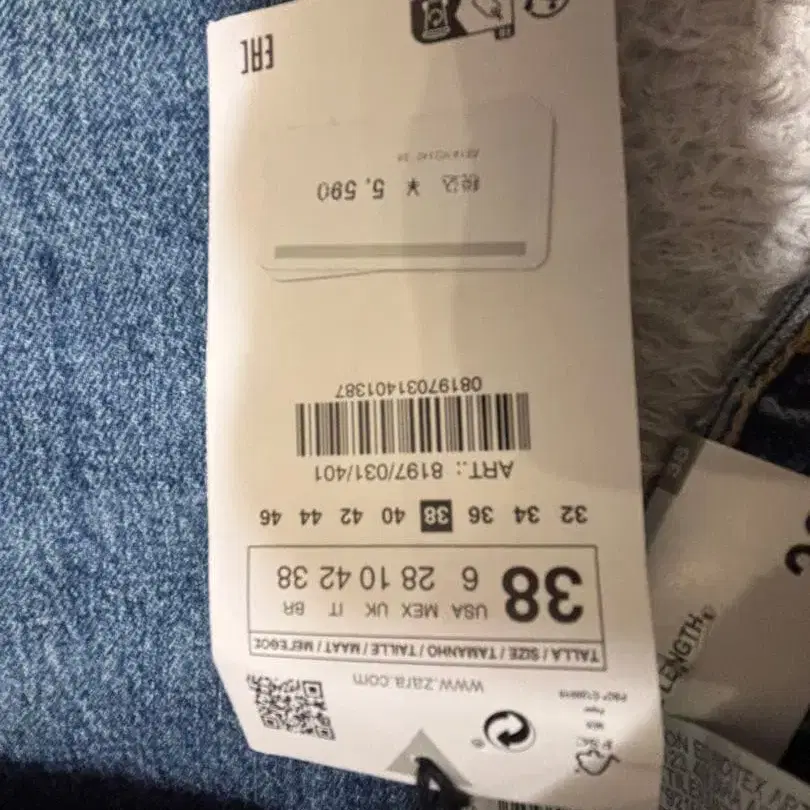 www.zara.com
TALLA / SIZE / TAMANHO / TAILLE / MAAT / ΜΕΓΕΘΟΣ
38 USA MEX UK IT BR
6 28 10 42 38
32 34 36 38 40 42 44 46
ART.: 8197/031/401
08197031401387
税込 ¥ 5,590
EAC
38
LENGTH